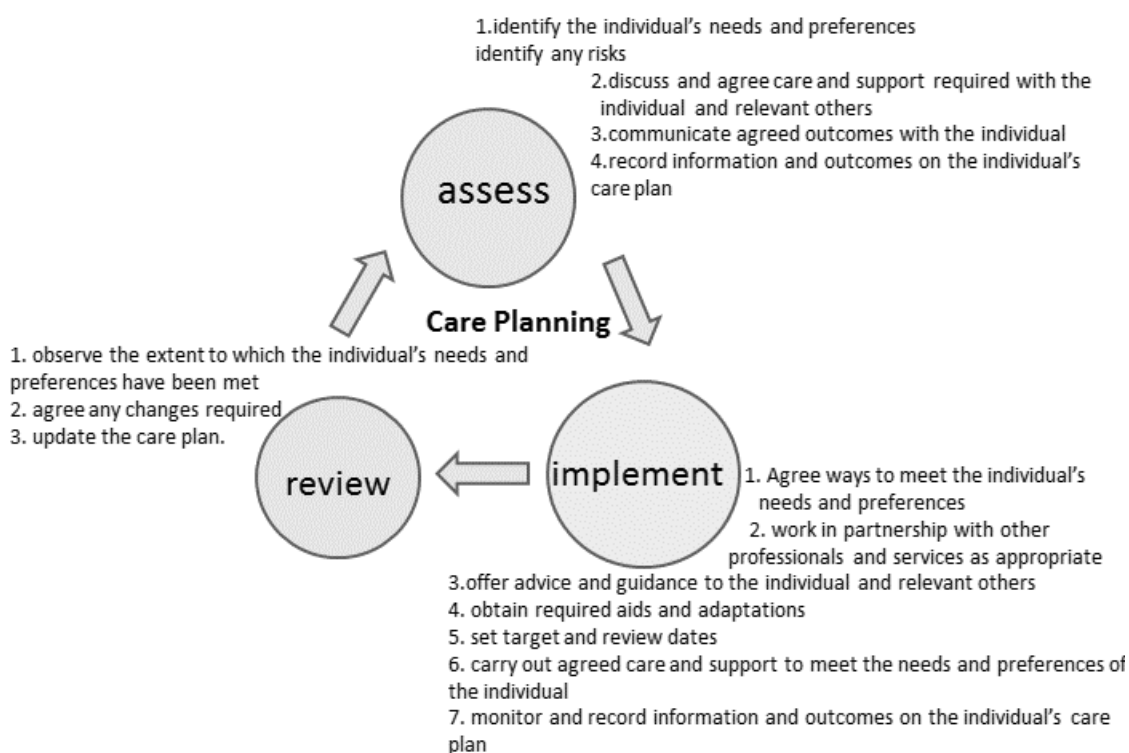 1.identify the individual's needs and preferences
identify any risks
2.discuss and agree care and support required with the
individual and relevant others
3.communicate agreed outcomes with the individual
4.record information and outcomes on the individual's
care plan
assess
Care Planning
1. observe the extent to which the individual's needs and
preferences have been met
2. agree any changes required
3. update the care plan.
review
implement
1. Agree ways to meet the individual's
needs and preferences
2. work in partnership with other
professionals and services as appropriate
3.offer advice and guidance to the individual and relevant others
4. obtain required aids and adaptations
5. set target and review dates
6. carry out agreed care and support to meet the needs and preferences of
the individual
7. monitor and record information and outcomes on the individual's care
plan